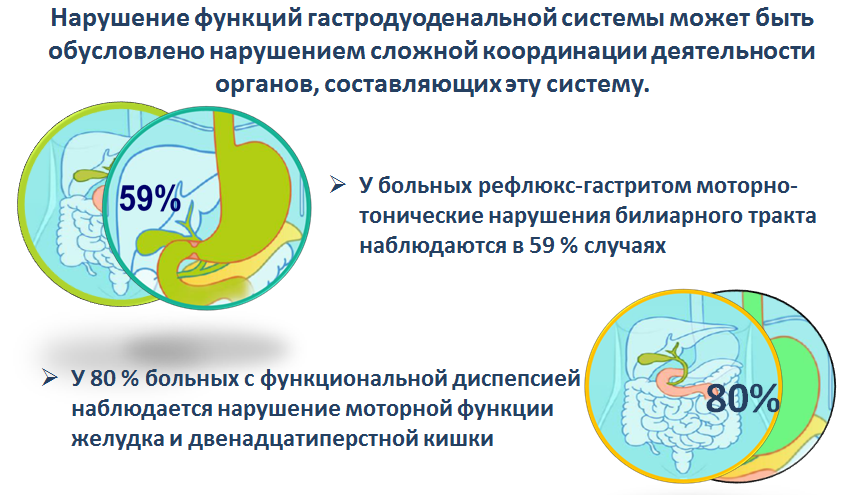 Нарушение функций гастродуоденальной системы может быть
обусловлено нарушением сложной координации деятельности
органов, составляющих эту систему.
59%
➢ У больных рефлюкс-гастритом моторно-
тонические нарушения билиарного тракта
наблюдаются в 59 % случаях
➢ У 80 % больных с функциональной диспепсией
наблюдается нарушение моторной функции
желудка и двенадцатиперстной кишки
80%